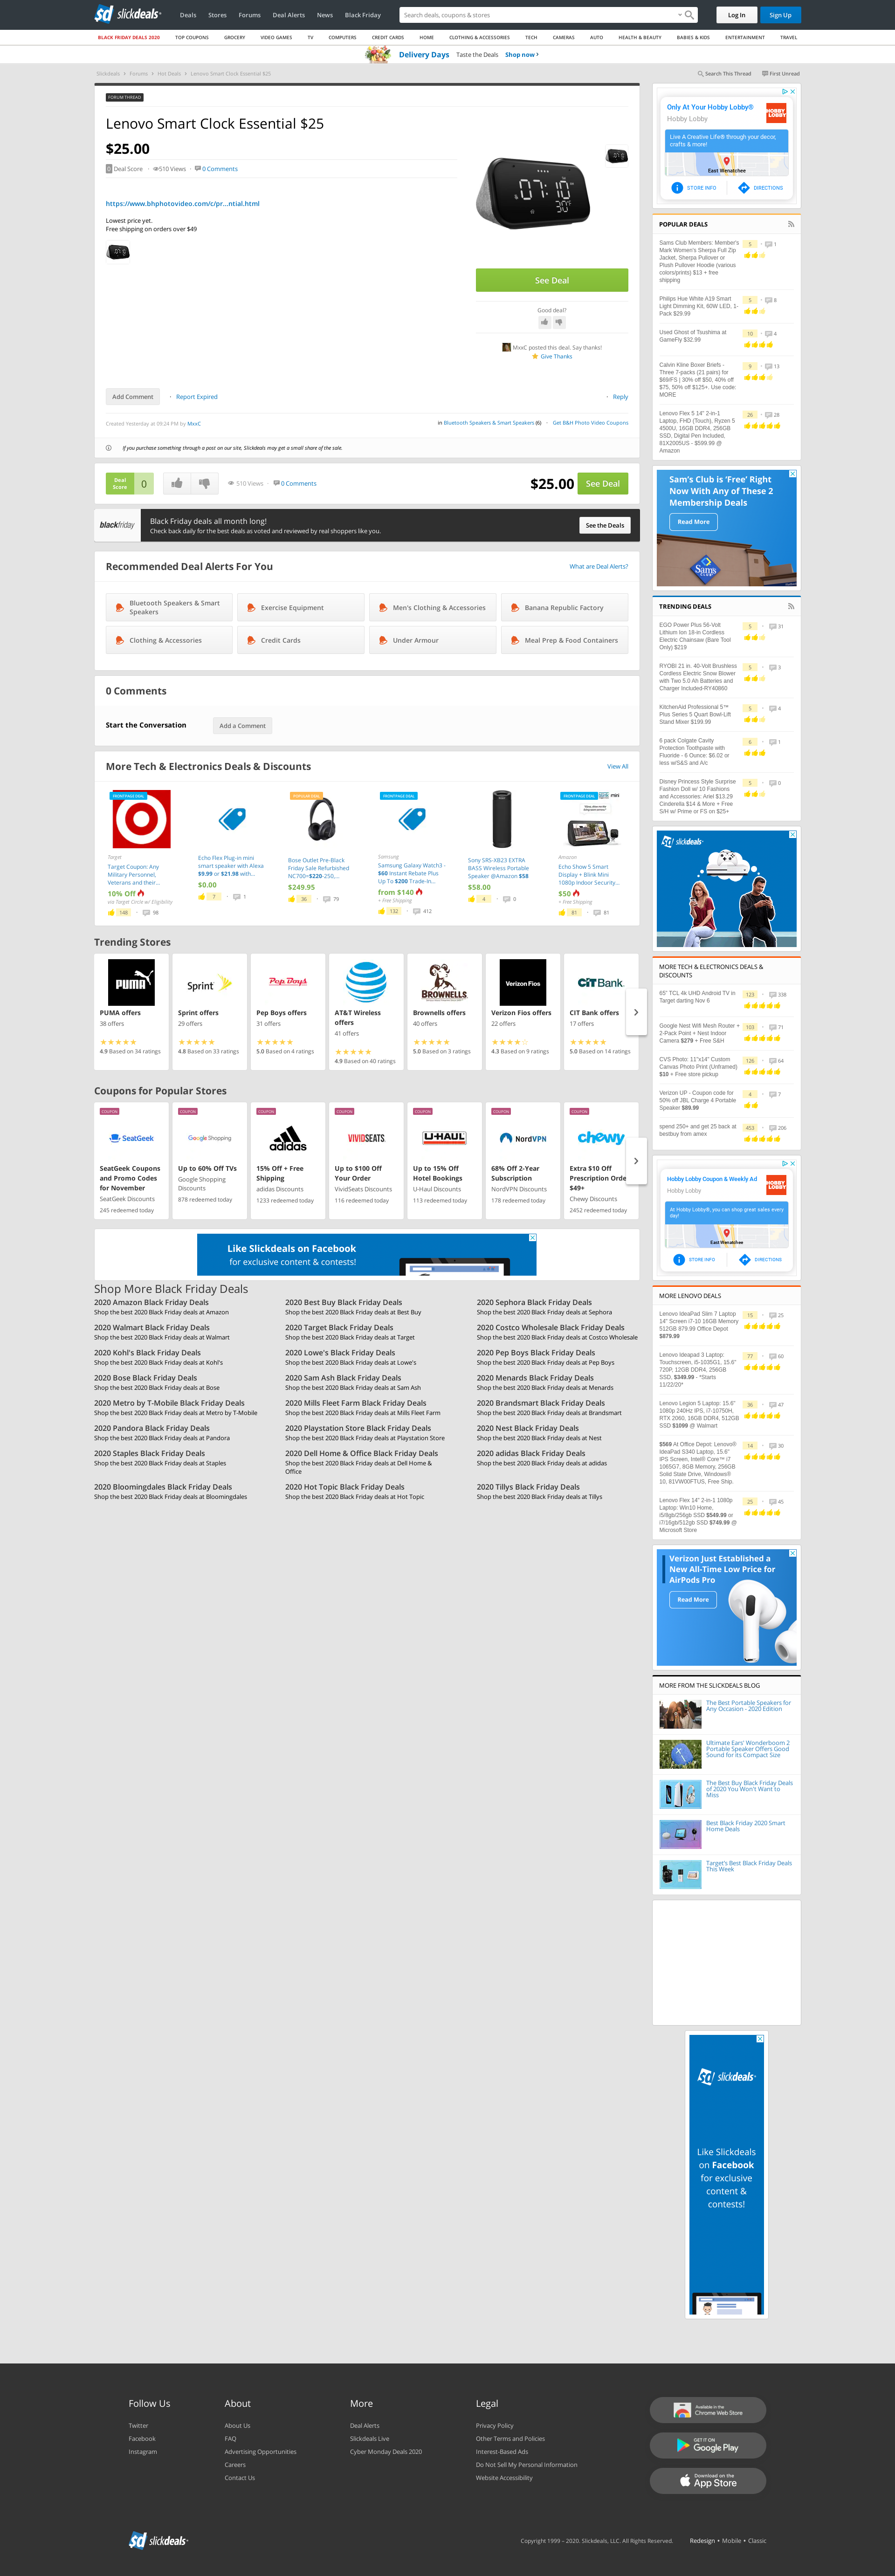 slickdeals
Deals
Stores
Forums
Deal Alerts
News
Black Friday
Search deals, coupons & stores
Log In
Sign Up
BLACK FRIDAY DEALS 2020
TOP COUPONS
GROCERY
VIDEO GAMES
TV
COMPUTERS
CREDIT CARDS
HOME
CLOTHING & ACCESSORIES
TECH
CAMERAS
AUTO
HEALTH & BEAUTY
BABIES & KIDS
ENTERTAINMENT
TRAVEL
Delivery Days Taste the Deals Shop now
Slickdeals
Forums
Hot Deals
Lenovo Smart Clock Essential $25
Search This Thread
First Unread
FORUM THREAD
Lenovo Smart Clock Essential $25
$25.00
0 Deal Score
510 Views
0 Comments
https://www.bhphotovideo.com/c/pr...ntial.html
Lowest price yet.
Free shipping on orders over $49
See Deal
Good deal?
MxxC posted this deal. Say thanks!
Give Thanks
Add Comment
Report Expired
Reply
Created Yesterday at 09:24 PM by MxxC
in Bluetooth Speakers & Smart Speakers (6)
Get B&H Photo Video Coupons
If you purchase something through a post on our site, Slickdeals may get a small share of the sale.
Deal Score 0
510 Views
0 Comments
$25.00
See Deal
blackfriday
Black Friday deals all month long!
Check back daily for the best deals as voted and reviewed by real shoppers like you.
See the Deals
Recommended Deal Alerts For You
What are Deal Alerts?
Bluetooth Speakers & Smart Speakers
Exercise Equipment
Men's Clothing & Accessories
Banana Republic Factory
Clothing & Accessories
Credit Cards
Under Armour
Meal Prep & Food Containers
0 Comments
Start the Conversation
Add a Comment
More Tech & Electronics Deals & Discounts
View All
FRONTPAGE DEAL
Target
Target Coupon: Any
Military Personnel,
Veterans and their...
10% Off
via Target Circle w/ Eligibility
148
98
Echo Flex Plug-in mini
smart speaker with Alexa
$9.99 or $21.98 with...
$0.00
7
1
POPULAR DEAL
Bose Outlet Pre-Black
Friday Sale Refurbished
NC700=$220-250,...
$249.95
36
79
FRONTPAGE DEAL
Samsung
Samsung Galaxy Watch3 -
$60 Instant Rebate Plus
Up To $200 Trade-In...
from $140
+ Free Shipping
132
412
Sony SRS-XB23 EXTRA
BASS Wireless Portable
Speaker @Amazon $58
$58.00
4
0
FRONTPAGE DEAL
Amazon
Echo Show 5 Smart
Display + Blink Mini
1080p Indoor Security...
$50
+ Free Shipping
81
81
Trending Stores
PUMA offers
38 offers
4.9 Based on 34 ratings
Sprint offers
29 offers
4.8 Based on 33 ratings
Pep Boys offers
31 offers
5.0 Based on 4 ratings
AT&T Wireless offers
41 offers
4.9 Based on 40 ratings
Brownells offers
40 offers
5.0 Based on 3 ratings
Verizon Fios offers
22 offers
4.3 Based on 9 ratings
CIT Bank offers
17 offers
5.0 Based on 14 ratings
Coupons for Popular Stores
COUPON
SeatGeek
SeatGeek Coupons
and Promo Codes
for November
SeatGeek Discounts
245 redeemed today
COUPON
Google Shopping
Up to 60% Off TVs
Google Shopping
Discounts
878 redeemed today
COUPON
adidas
15% Off + Free
Shipping
adidas Discounts
1233 redeemed today
COUPON
VIVIDSEATS
Up to $100 Off
Your Order
VividSeats Discounts
116 redeemed today
COUPON
U-HAUL
Up to 15% Off
Hotel Bookings
U-Haul Discounts
113 redeemed today
COUPON
NordVPN
68% Off 2-Year
Subscription
NordVPN Discounts
178 redeemed today
COUPON
chewy
Extra $10 Off
Prescription Orde
$49+
Chewy Discounts
2452 redeemed today
Like Slickdeals on Facebook
for exclusive content & contests!
Shop More Black Friday Deals
2020 Amazon Black Friday Deals
Shop the best 2020 Black Friday deals at Amazon
2020 Best Buy Black Friday Deals
Shop the best 2020 Black Friday deals at Best Buy
2020 Sephora Black Friday Deals
Shop the best 2020 Black Friday deals at Sephora
2020 Walmart Black Friday Deals
Shop the best 2020 Black Friday deals at Walmart
2020 Target Black Friday Deals
Shop the best 2020 Black Friday deals at Target
2020 Costco Wholesale Black Friday Deals
Shop the best 2020 Black Friday deals at Costco Wholesale
2020 Kohl's Black Friday Deals
Shop the best 2020 Black Friday deals at Kohl's
2020 Lowe's Black Friday Deals
Shop the best 2020 Black Friday deals at Lowe's
2020 Pep Boys Black Friday Deals
Shop the best 2020 Black Friday deals at Pep Boys
2020 Bose Black Friday Deals
Shop the best 2020 Black Friday deals at Bose
2020 Sam Ash Black Friday Deals
Shop the best 2020 Black Friday deals at Sam Ash
2020 Menards Black Friday Deals
Shop the best 2020 Black Friday deals at Menards
2020 Metro by T-Mobile Black Friday Deals
Shop the best 2020 Black Friday deals at Metro by T-Mobile
2020 Mills Fleet Farm Black Friday Deals
Shop the best 2020 Black Friday deals at Mills Fleet Farm
2020 Brandsmart Black Friday Deals
Shop the best 2020 Black Friday deals at Brandsmart
2020 Pandora Black Friday Deals
Shop the best 2020 Black Friday deals at Pandora
2020 Playstation Store Black Friday Deals
Shop the best 2020 Black Friday deals at Playstation Store
2020 Nest Black Friday Deals
Shop the best 2020 Black Friday deals at Nest
2020 Staples Black Friday Deals
Shop the best 2020 Black Friday deals at Staples
2020 Dell Home & Office Black Friday Deals
Shop the best 2020 Black Friday deals at Dell Home &
Office
2020 adidas Black Friday Deals
Shop the best 2020 Black Friday deals at adidas
2020 Bloomingdales Black Friday Deals
Shop the best 2020 Black Friday deals at Bloomingdales
2020 Hot Topic Black Friday Deals
Shop the best 2020 Black Friday deals at Hot Topic
2020 Tillys Black Friday Deals
Shop the best 2020 Black Friday deals at Tillys
Only At Your Hobby Lobby®
Hobby Lobby
HOBBY LOBBY
Live A Creative Life® through your decor,
crafts & more!
East Wenatchee
STORE INFO
DIRECTIONS
POPULAR DEALS
Sams Club Members: Member's
Mark Women's Sherpa Full Zip
Jacket, Sherpa Pullover or
Plush Pullover Hoodie (various
colors/prints) $13 + free
shipping
5
1
Philips Hue White A19 Smart
Light Dimming Kit, 60W LED, 1-
Pack $29.99
5
8
Used Ghost of Tsushima at
GameFly $32.99
10
4
Calvin Kline Boxer Briefs -
Three 7-packs (21 pairs) for
$69IFS | 30% off $50, 40% off
$75, 50% off $125+. Use code:
MORE
9
13
Lenovo Flex 5 14" 2-in-1
Laptop, FHD (Touch), Ryzen 5
4500U, 16GB DDR4, 256GB
SSD, Digital Pen Included,
81X2005US - $599.99 @
Amazon
26
28
Sam's Club is 'Free' Right
Now With Any of These 2
Membership Deals
Read More
TRENDING DEALS
EGO Power Plus 56-Volt
Lithium Ion 18-in Cordless
Electric Chainsaw (Bare Tool
Only) $219
5
31
RYOBI 21 in. 40-Volt Brushless
Cordless Electric Snow Blower
with Two 5.0 Ah Batteries and
Charger Included-RY40860
5
3
KitchenAid Professional 5™
Plus Series 5 Quart Bowl-Lift
Stand Mixer $199.99
5
4
6 pack Colgate Cavity
Protection Toothpaste with
Fluoride - 6 Ounce: $6.02 or
less w/S&S and A/c
6
1
Disney Princess Style Surprise
Fashion Doll w/ 10 Fashions
and Accessories: Ariel $13.29
Cinderella $14 & More + Free
S/H w/ Prime or FS on $25+
5
0
slickdeals
MORE TECH & ELECTRONICS DEALS &
DISCOUNTS
65" TCL 4k UHD Android TV in
Target darting Nov 6
123
338
Google Nest Wifi Mesh Router +
2-Pack Point + Nest Indoor
Camera $279 + Free S&H
103
71
CVS Photo: 11"x14" Custom
Canvas Photo Print (Unframed)
$10 + Free store pickup
126
64
Verizon UP - Coupon code for
50% off JBL Charge 4 Portable
Speaker $89.99
4
7
spend 250+ and get 25 back at
bestbuy from amex
453
206
Hobby Lobby Coupon & Weekly Ad
Hobby Lobby
HOBBY LOBBY
At Hobby Lobby®, you can shop great sales every
day!
East Wenatchee
STORE INFO
DIRECTIONS
MORE LENOVO DEALS
Lenovo IdeaPad Slim 7 Laptop
14" Screen i7-10 16GB Memory
512GB 879.99 Office Depot
$879.99
15
25
Lenovo Ideapad 3 Laptop:
Touchscreen, i5-1035G1, 15.6"
720P, 12GB DDR4, 256GB
SSD, $349.99 - *Starts
11/22/20*
77
60
Lenovo Legion 5 Laptop: 15.6"
1080p 240Hz IPS, i7-10750H,
RTX 2060, 16GB DDR4, 512GB
SSD $1099 @ Walmart
36
47
$569 At Office Depot: Lenovo®
IdeaPad S340 Laptop, 15.6"
IPS Screen, Intel® Core™ i7
1065G7, 8GB Memory, 256GB
Solid State Drive, Windows®
10, 81VW00FTUS, Free Ship.
14
30
Lenovo Flex 14" 2-in-1 1080p
Laptop: Win10 Home,
i5/8gb/256gb SSD $549.99 or
i7/16gb/512gb SSD $749.99 @
Microsoft Store
25
45
Verizon Just Established a
New All-Time Low Price for
AirPods Pro
Read More
MORE FROM THE SLICKDEALS BLOG
The Best Portable Speakers for
Any Occasion - 2020 Edition
Ultimate Ears' Wonderboom 2
Portable Speaker Offers Good
Sound for its Compact Size
The Best Buy Black Friday Deals
of 2020 You Won't Want to
Miss
Best Black Friday 2020 Smart
Home Deals
Target's Best Black Friday Deals
This Week
slickdeals
Like Slickdeals
on Facebook
for exclusive
content &
contests!
Follow Us
Twitter
Facebook
Instagram
About
About Us
FAQ
Advertising Opportunities
Careers
Contact Us
More
Deal Alerts
Slickdeals Live
Cyber Monday Deals 2020
Legal
Privacy Policy
Other Terms and Policies
Interest-Based Ads
Do Not Sell My Personal Information
Website Accessibility
Available in the
Chrome Web Store
GET IT ON
Google Play
Download on the
App Store
slickdeals
Copyright 1999 – 2020. Slickdeals, LLC. All Rights Reserved.
Redesign • Mobile • Classic